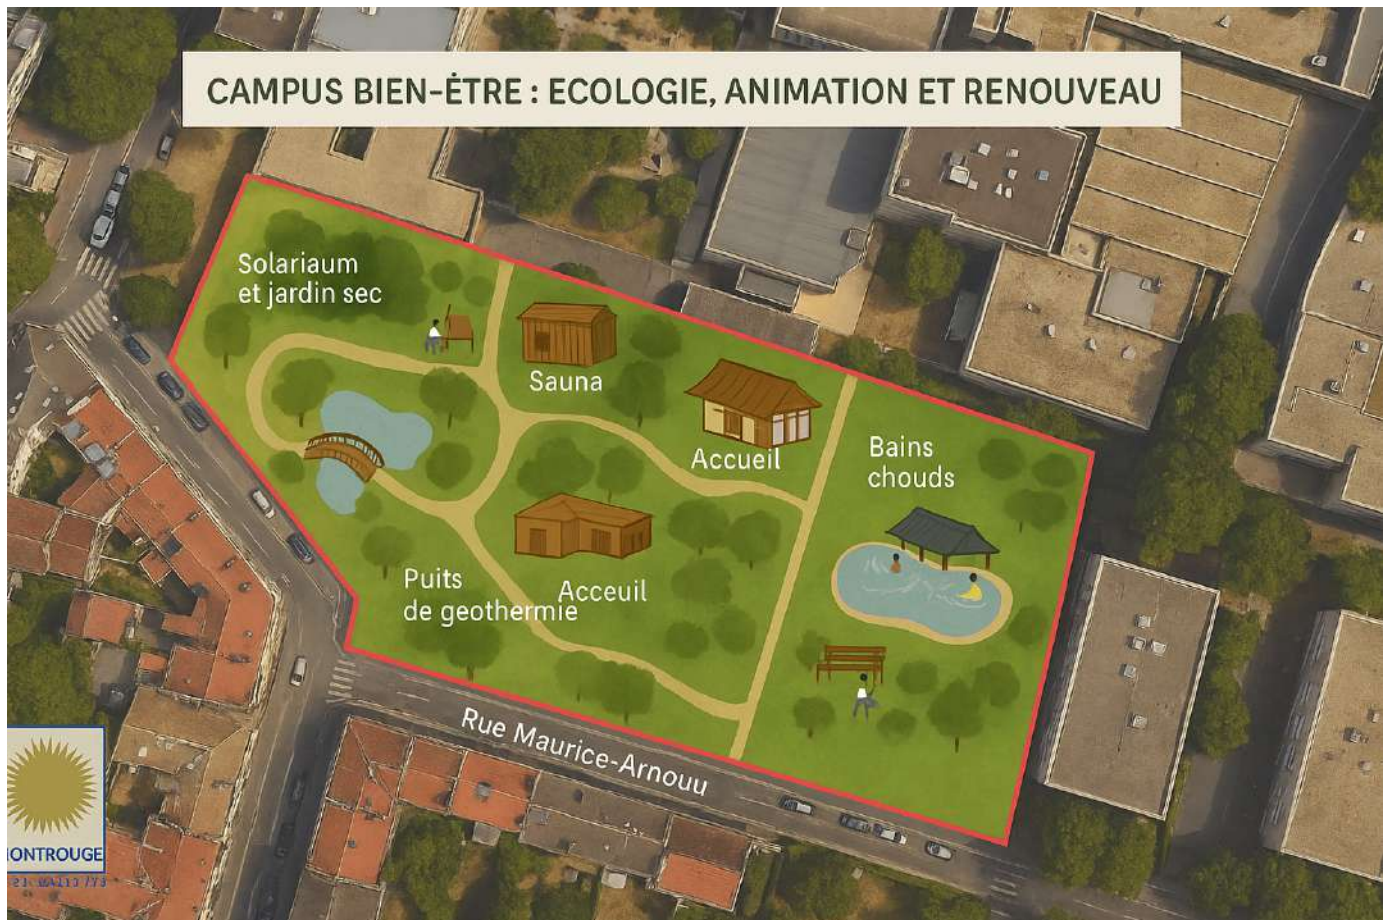 CAMPUS BIEN-ÊTRE : ECOLOGIE, ANIMATION ET RENOUVEAU
Solariaum
et jardin sec
Sauna
Accueil
Bains
chouds
Puits
de geothermie
Acceuil
Rue Maurice-Arnouu
ONTROUGE